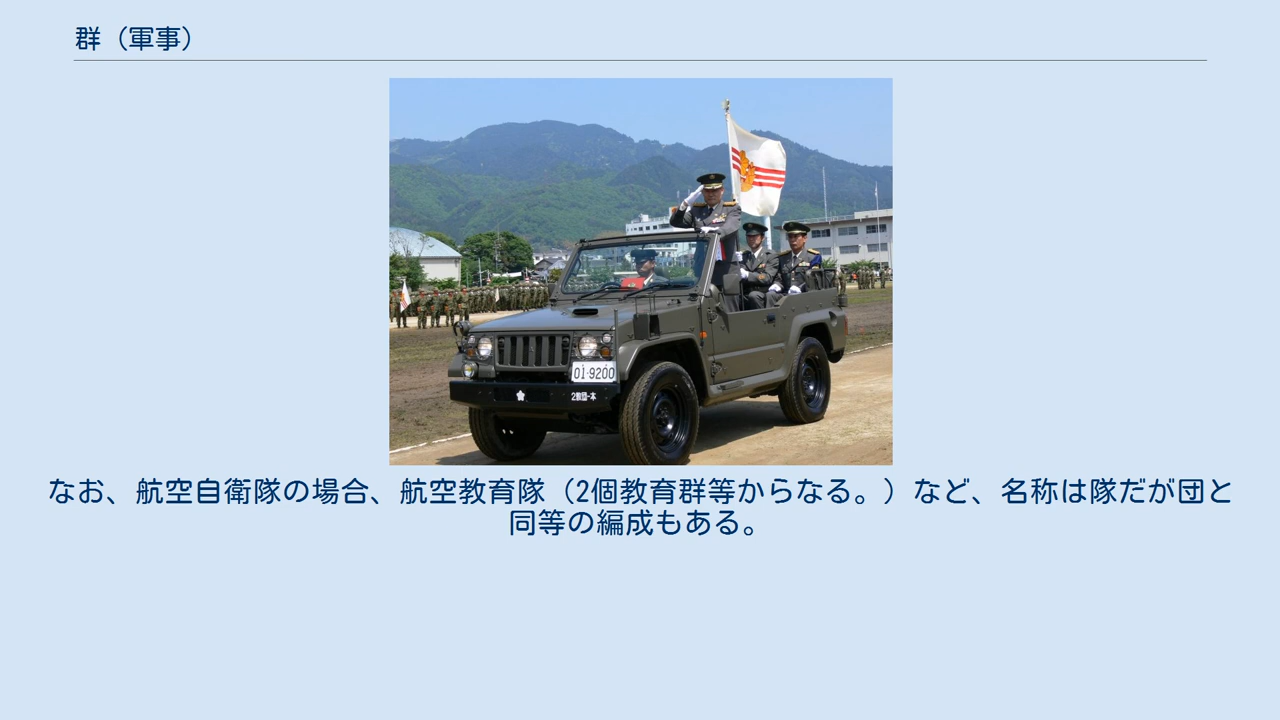 群（軍事）
01-9200
2教団-本
なお、航空自衛隊の場合、航空教育隊（2個教育群等からなる。）など、名称は隊だが団と
同等の編成もある。